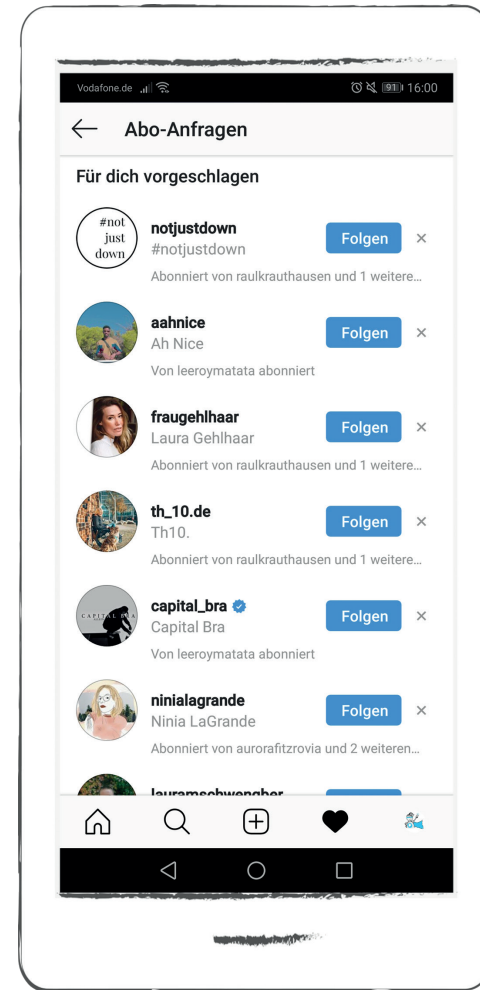 Vodafone.de 91 16:00
Abo-Anfragen
Für dich vorgeschlagen
#not
just
down
notjustdown
#notjustdown
Folgen
Abonniert von raulkrauthausen und 1 weitere...
aahnice
Ah Nice
Folgen
Von leeroymatata abonniert
fraugehlhaar
Laura Gehlhaar
Folgen
Abonniert von raulkrauthausen und 1 weitere...
th_10.de
Th10.
Folgen
Abonniert von raulkrauthausen und 1 weitere...
CAPITAL BRA
capital_bra
Capital Bra
Folgen
Von leeroymatata abonniert
ninialagrande
Ninia LaGrande
Folgen
Abonniert von aurorafitzrovia und 2 weiteren...
lauramschwengber